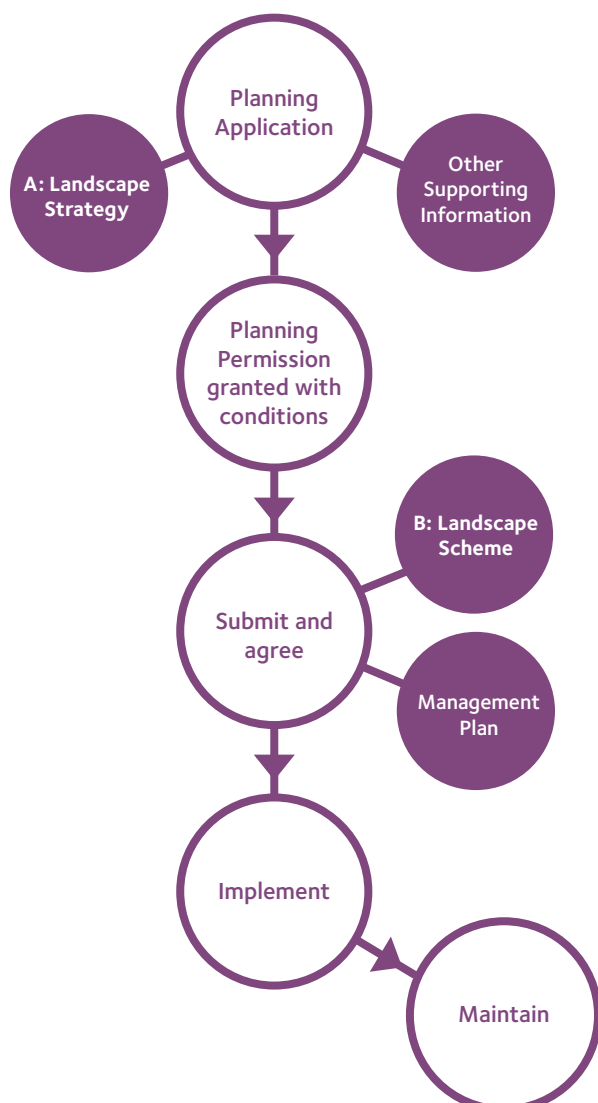 Planning
Application
A: Landscape
Strategy
Other
Supporting
Information
Planning
Permission
granted with
conditions
B: Landscape
Scheme
Submit and
agree
Management
Plan
Implement
Maintain